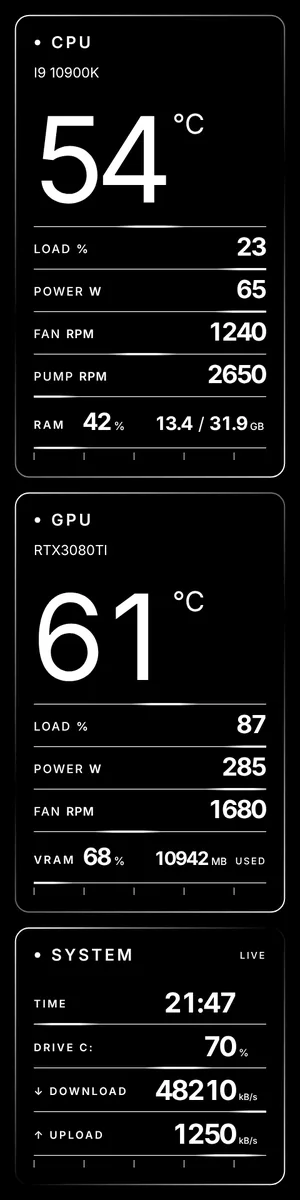 • CPU
I9 10900K
54 °C
LOAD % 23
POWER W 65
FAN RPM 1240
PUMP RPM 2650
RAM 42 % 13.4 / 31.9 GB
• GPU
RTX3080TI
61 °C
LOAD % 87
POWER W 285
FAN RPM 1680
VRAM 68 % 10942 MB USED
• SYSTEM LIVE
TIME 21:47
DRIVE C: 70 %
↓ DOWNLOAD 48210 kB/s
↑ UPLOAD 1250 kB/s